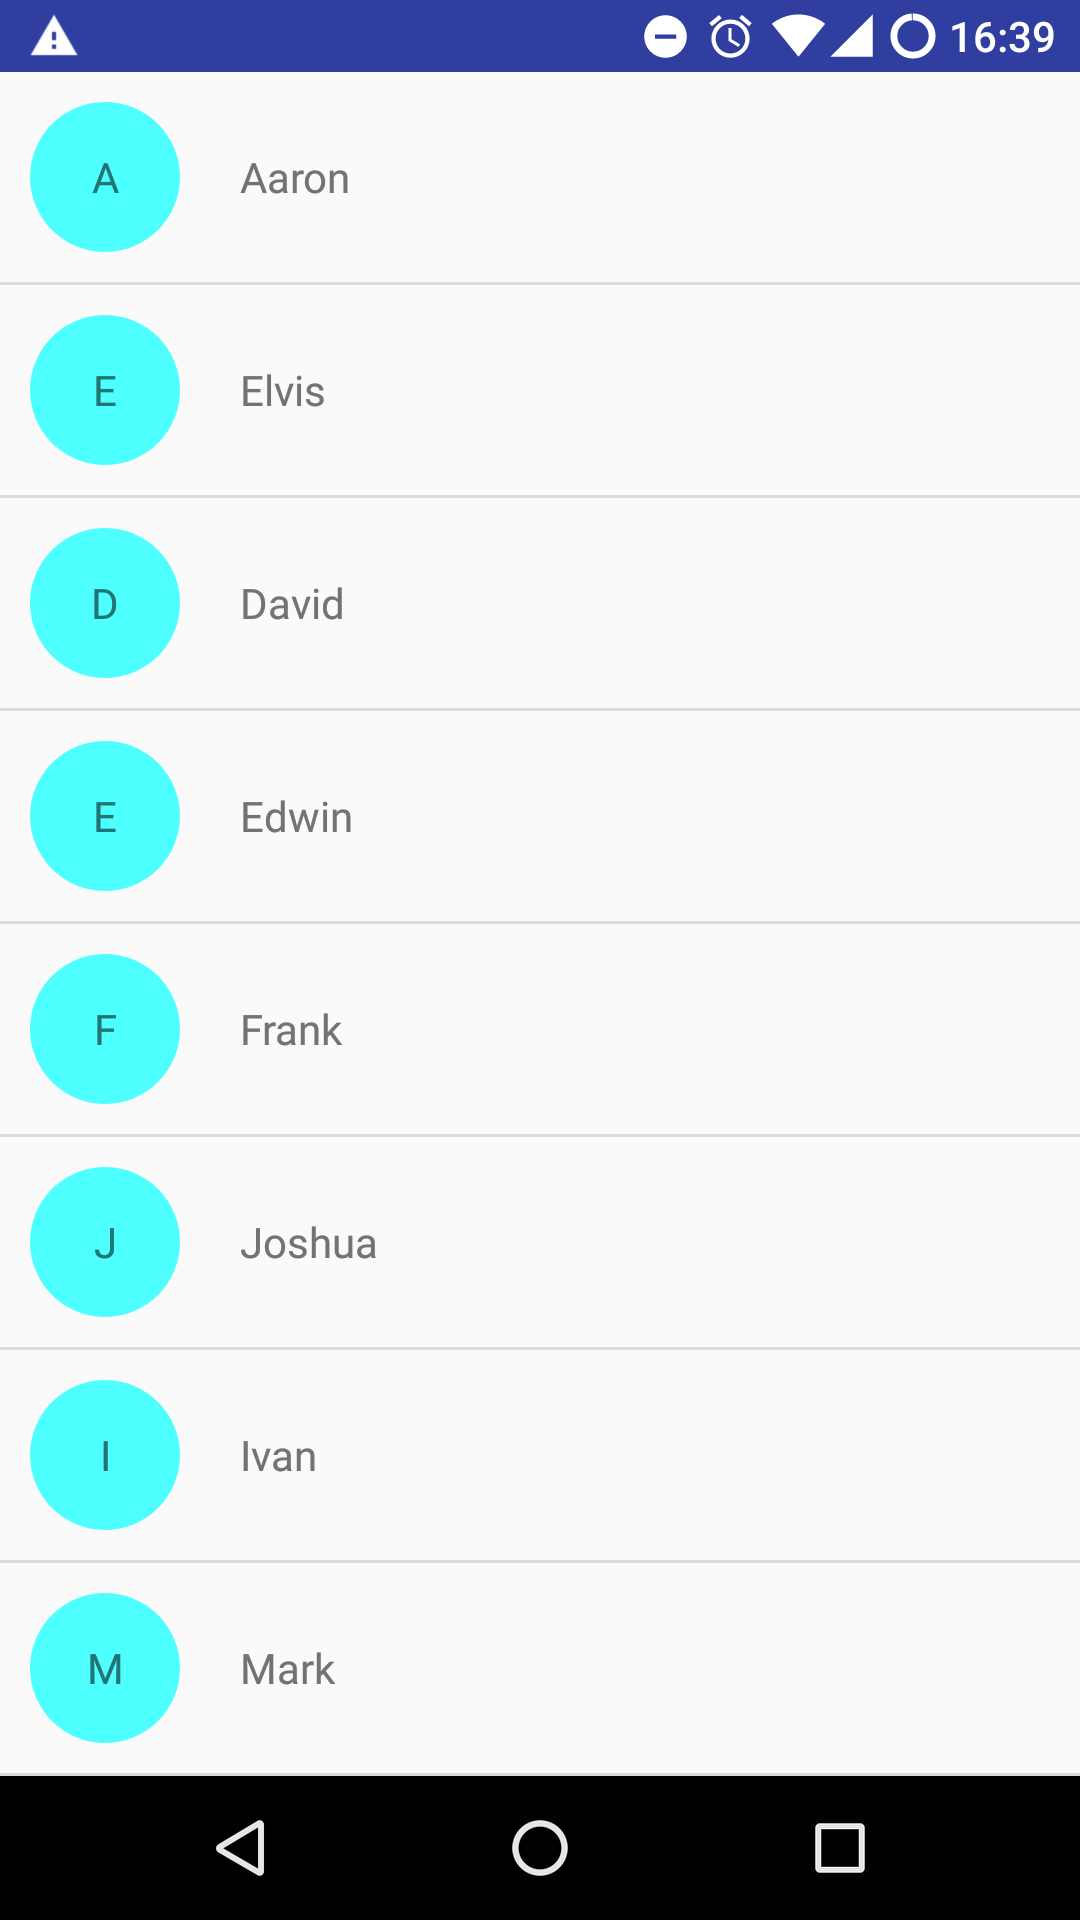 16:39
A Aaron
E Elvis
D David
E Edwin
F Frank
J Joshua
I Ivan
M Mark